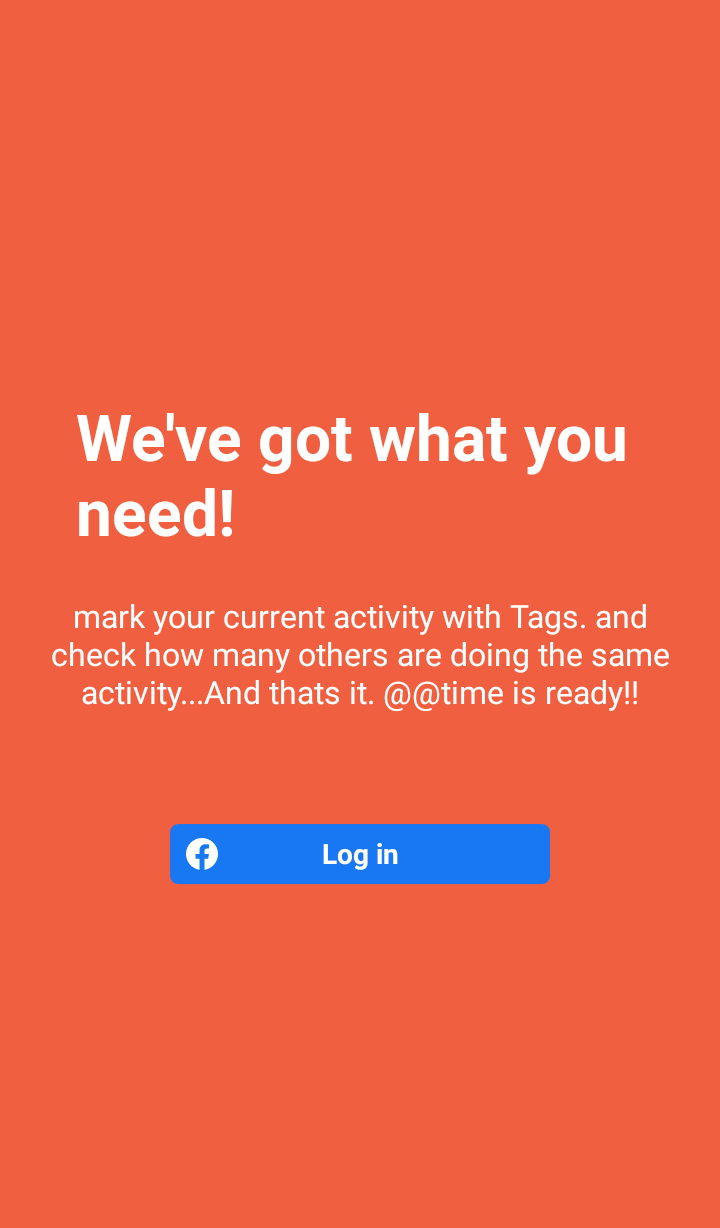 We've got what you
need!
mark your current activity with Tags. and
check how many others are doing the same
activity...And thats it. @@time is ready!!
Log in